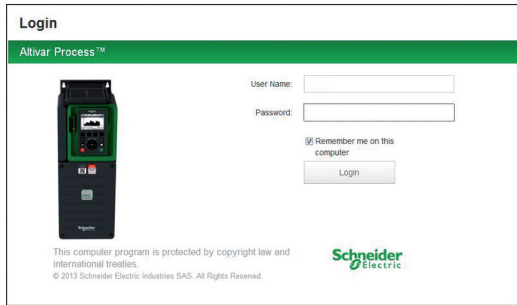 Login
Altivar Process™
User Name:
Password:
Remember me on this
computer
Login
This computer program is protected by copyright law and
international treaties.
© 2013 Schneider Electric Industries SAS. All Rights Reserved.
Schneider
Electric